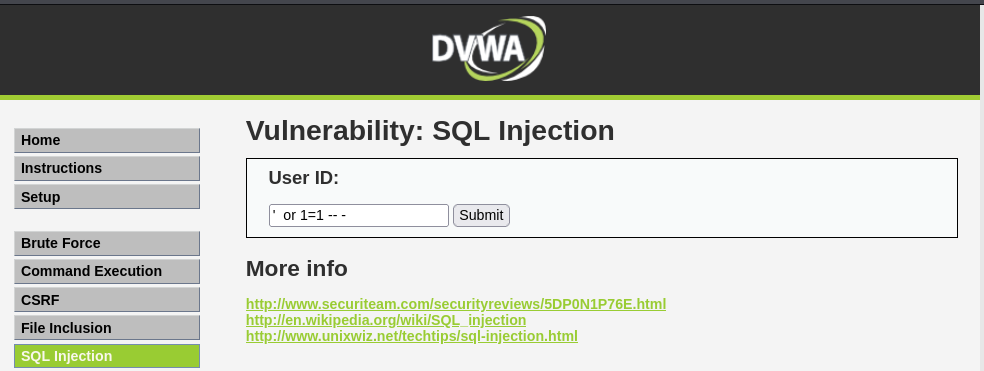 DVWA
Home
Instructions
Setup
Brute Force
Command Execution
CSRF
File Inclusion
SQL Injection
Vulnerability: SQL Injection
User ID:
'  or 1=1 -- -
Submit
More info
http://www.securiteam.com/securityreviews/5DP0N1P76E.html
http://en.wikipedia.org/wiki/SQL_injection
http://www.unixwiz.net/techtips/sql-injection.html